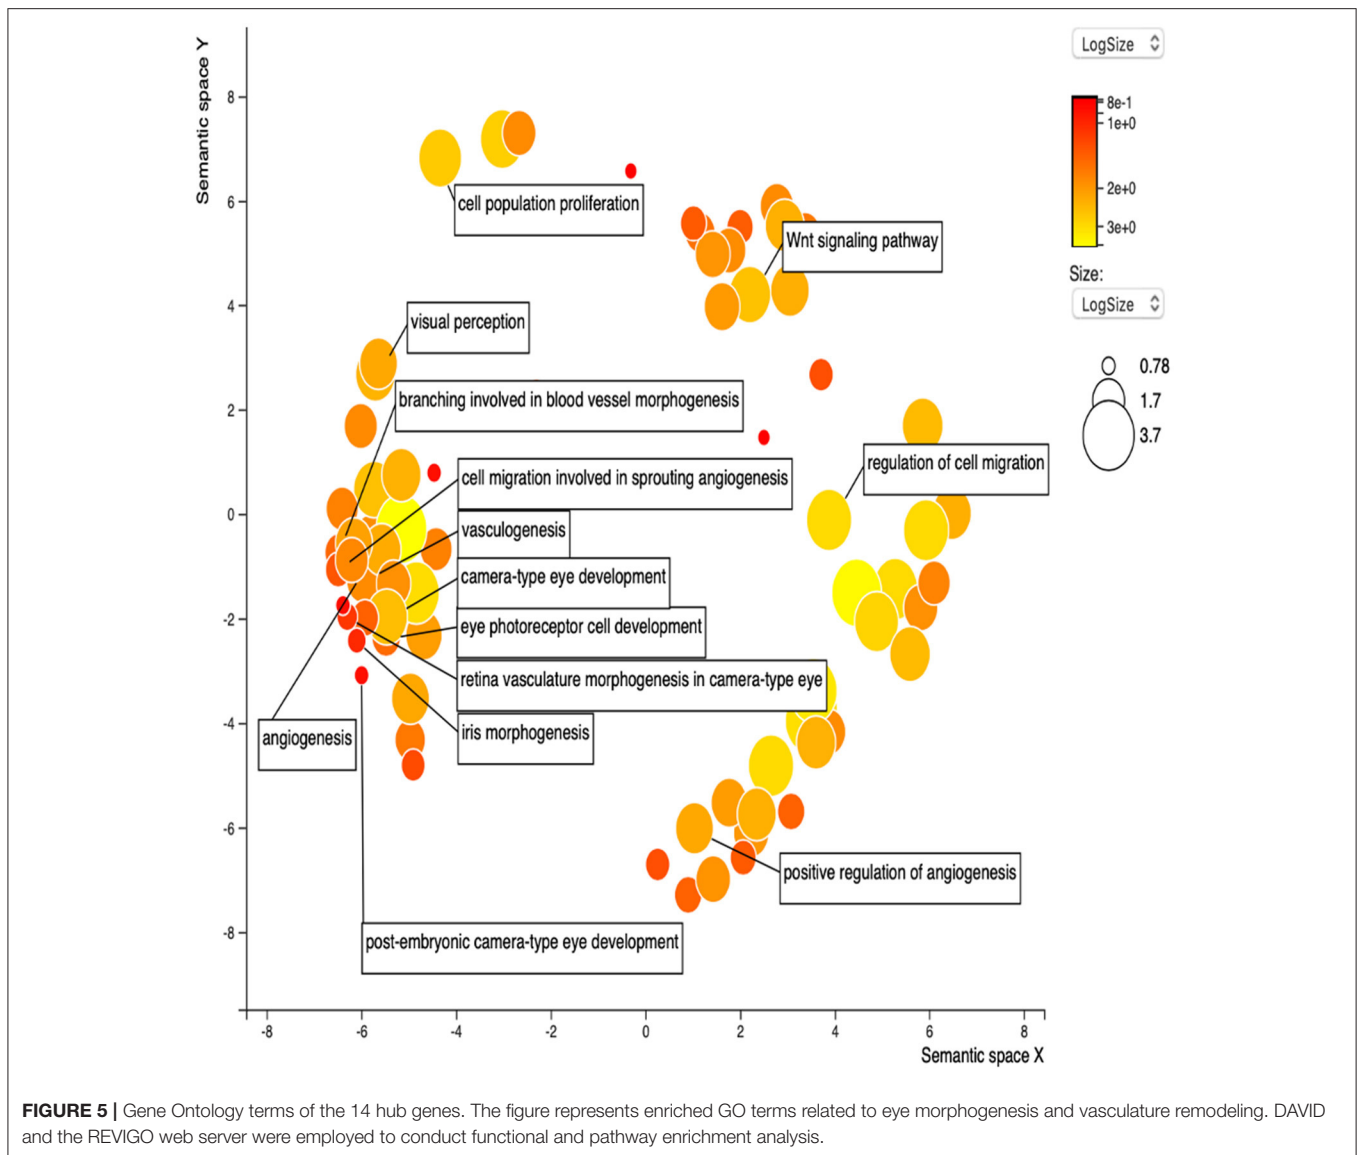 Semantic space Y
8
6
4
2
0
-2
-4
-6
-8
-8
-6
-4
-2
0
2
4
6
8
Semantic space X
cell population proliferation
Wnt signaling pathway
visual perception
branching involved in blood vessel morphogenesis
cell migration involved in sprouting angiogenesis
regulation of cell migration
vasculogenesis
camera-type eye development
eye photoreceptor cell development
retina vasculature morphogenesis in camera-type eye
iris morphogenesis
angiogenesis
positive regulation of angiogenesis
post-embryonic camera-type eye development
LogSize
8e-1
1e+0
2e+0
3e+0
Size:
LogSize
0.78
1.7
3.7
FIGURE 5 | Gene Ontology terms of the 14 hub genes. The figure represents enriched GO terms related to eye morphogenesis and vasculature remodeling. DAVID
and the REVIGO web server were employed to conduct functional and pathway enrichment analysis.